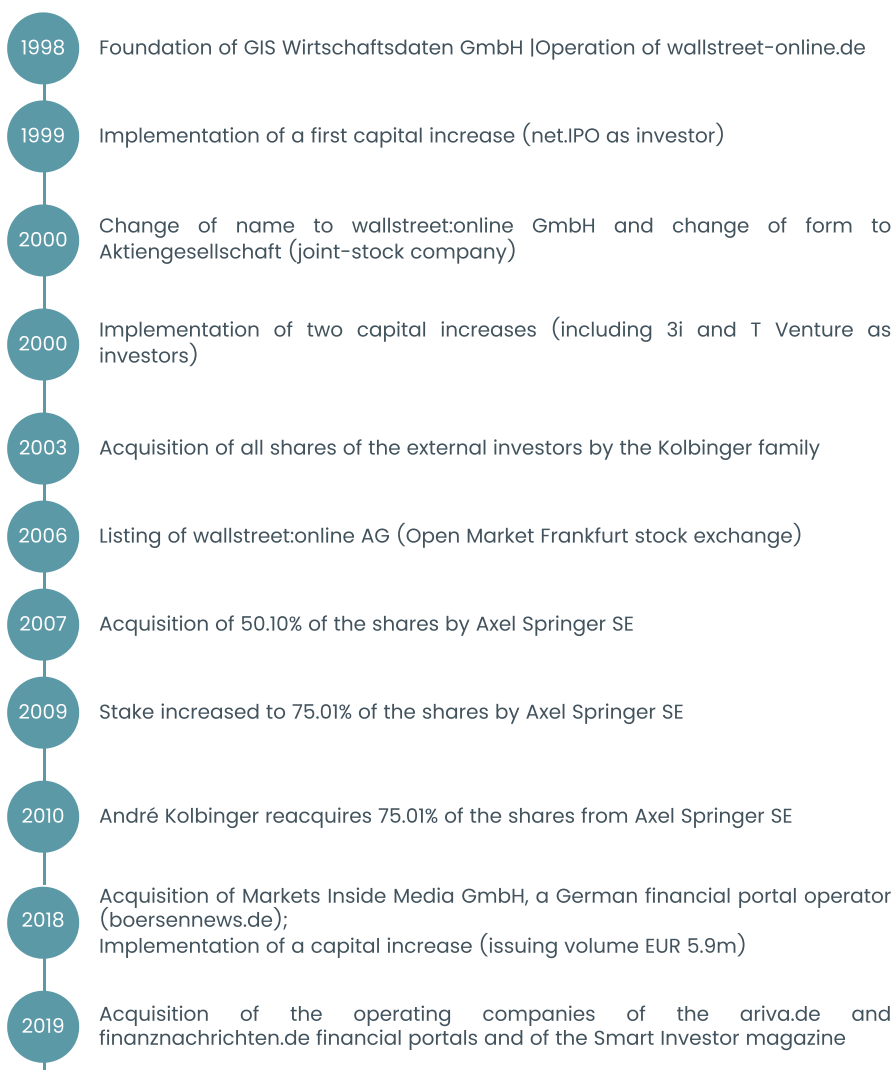 1998
Foundation of GIS Wirtschaftsdaten GmbH |Operation of wallstreet-online.de
1999
Implementation of a first capital increase (net.IPO as investor)
2000
Change of name to wallstreet:online GmbH and change of form to
Aktiengesellschaft (joint-stock company)
2000
Implementation of two capital increases (including 3i and T Venture as
investors)
2003
Acquisition of all shares of the external investors by the Kolbinger family
2006
Listing of wallstreet:online AG (Open Market Frankfurt stock exchange)
2007
Acquisition of 50.10% of the shares by Axel Springer SE
2009
Stake increased to 75.01% of the shares by Axel Springer SE
2010
André Kolbinger reacquires 75.01% of the shares from Axel Springer SE
2018
Acquisition of Markets Inside Media GmbH, a German financial portal operator
(boersennews.de);
Implementation of a capital increase (issuing volume EUR 5.9m)
2019
Acquisition of the operating companies of the ariva.de and
finanznachrichten.de financial portals and of the Smart Investor magazine